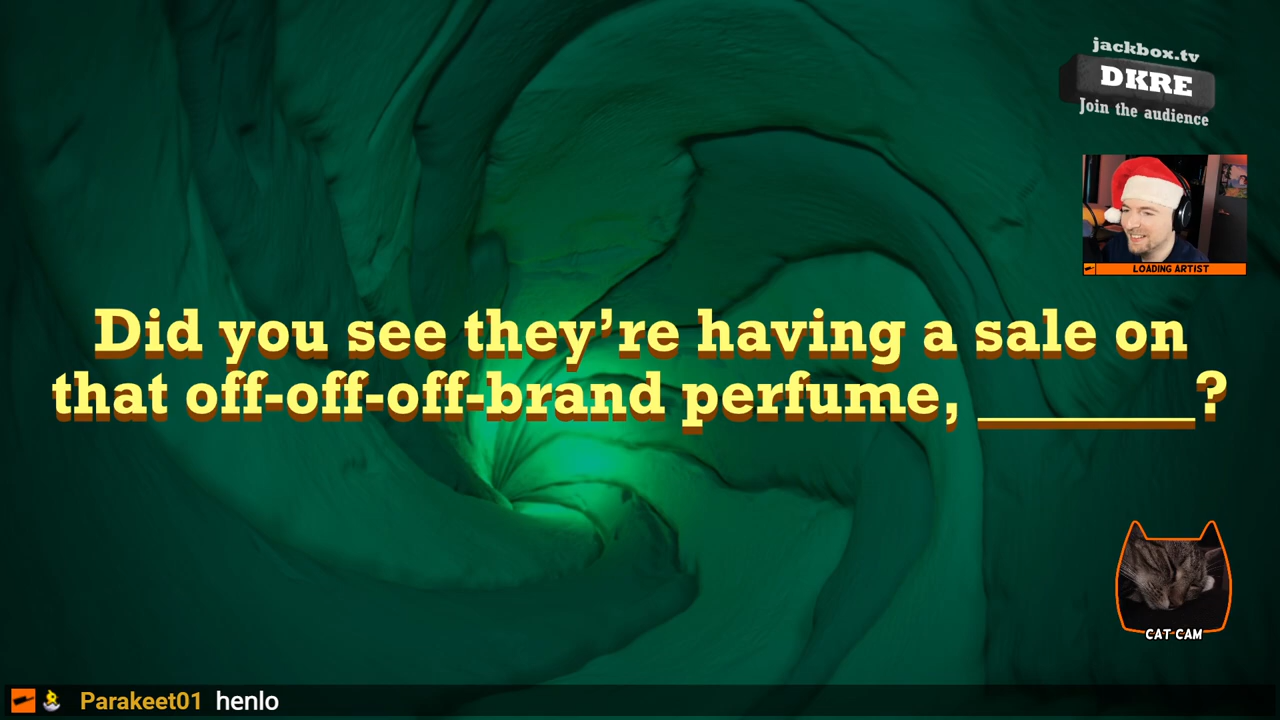 jackbox.tv
DKRE
Join the audience
LOADING ARTIST
Did you see they’re having a sale on
that off-off-off-brand perfume, ________?
CAT CAM
Parakeet01 henlo